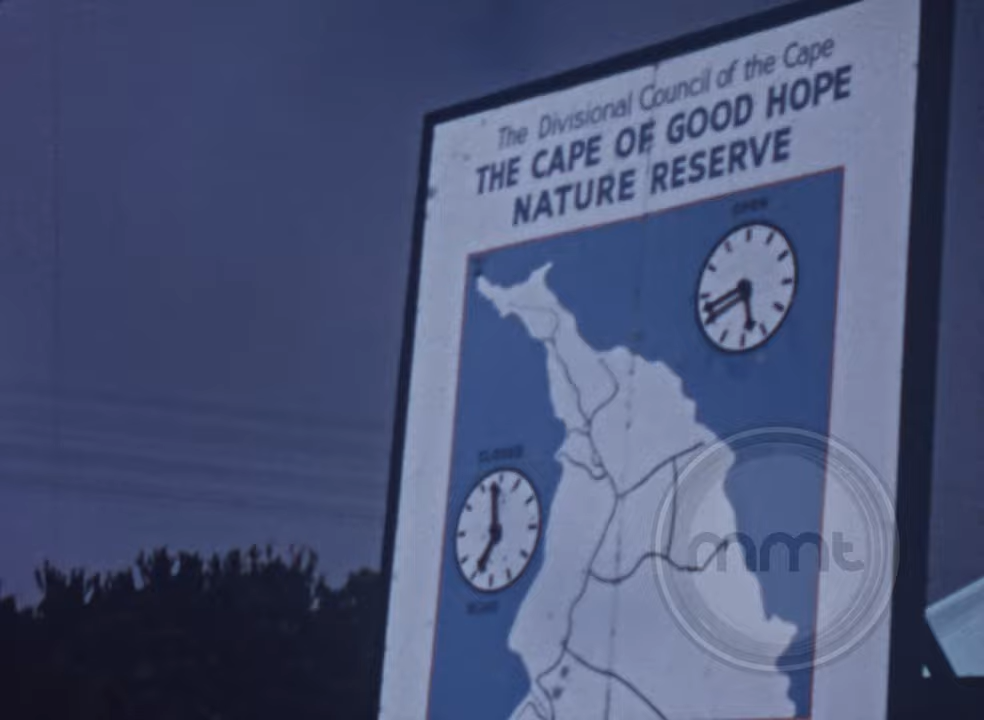 The Divisional Council of the Cape
THE CAPE OF GOOD HOPE
NATURE RESERVE
OPEN
CLOSED
mmt